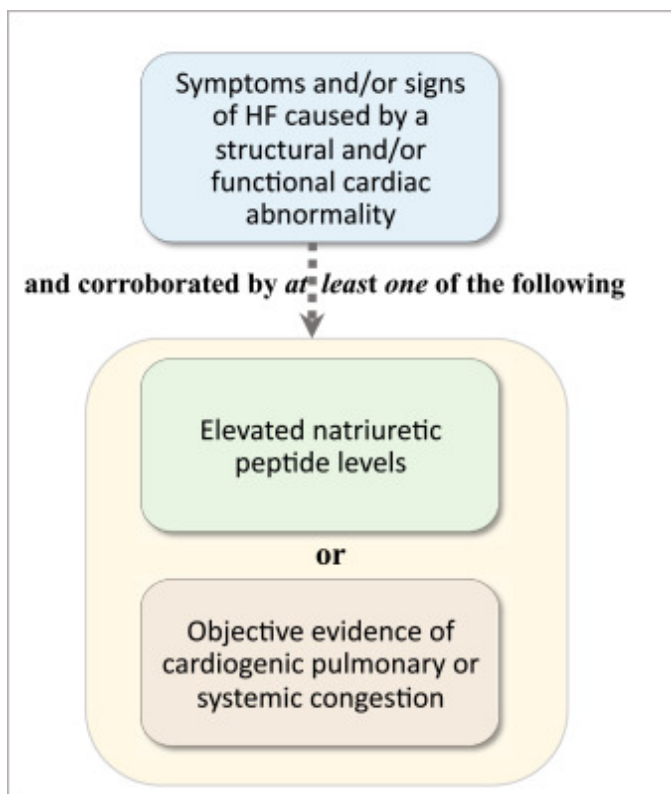 Symptoms and/or signs
of HF caused by a
structural and/or
functional cardiac
abnormality
and corroborated by at least one of the following
Elevated natriuretic
peptide levels
or
Objective evidence of
cardiogenic pulmonary or
systemic congestion